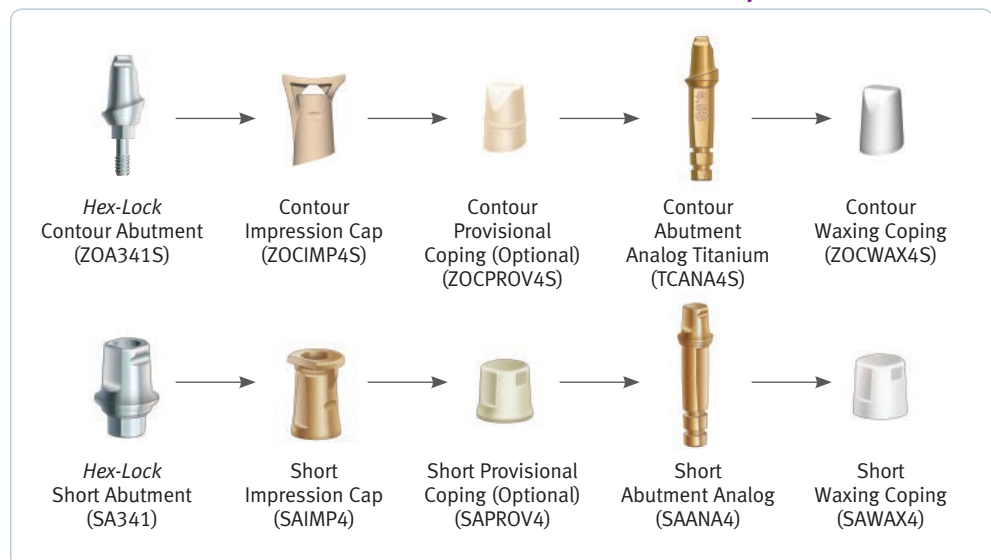 Hex-Lock
Contour Abutment
(ZOA341S)
Contour
Impression Cap
(ZOCIMP4S)
Contour
Provisional
Coping (Optional)
(ZOCPROV4S)
Contour
Abutment
Analog Titanium
(TCANA4S)
Contour
Waxing Coping
(ZOCWAX4S)
Hex-Lock
Short Abutment
(SA341)
Short
Impression Cap
(SAIMP4)
Short Provisional
Coping (Optional)
(SAPROV4)
Short
Abutment Analog
(SAANA4)
Short
Waxing Coping
(SAWAX4)